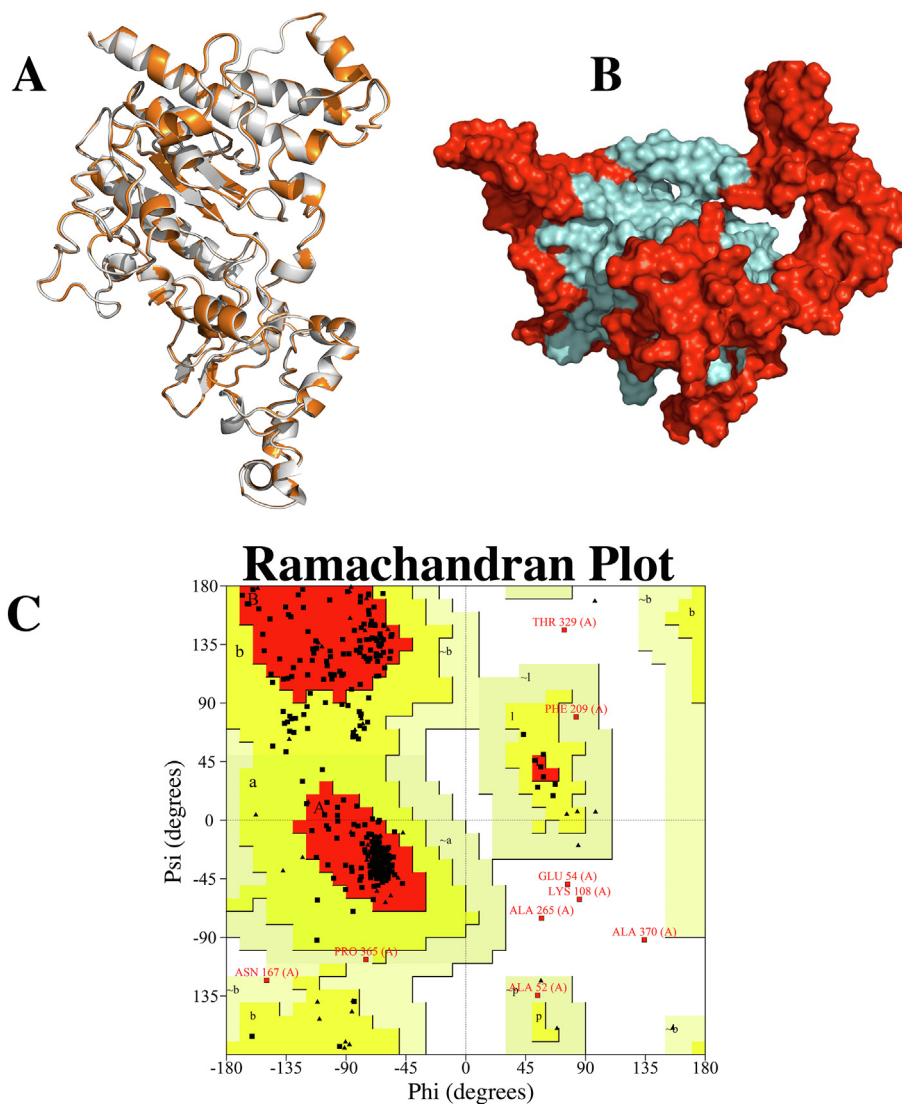 A
B
Ramachandran Plot
C
180
B
~b
b
b
THR 329 (A)
135
b
~b
~l
90
l
PHE 209 (A)
45
a
A
0
~a
Psi (degrees)
-45
GLU 54 (A)
LYS 108 (A)
ALA 265 (A)
-90
ALA 370 (A)
PRO 365 (A)
ASN 167 (A)
~b
~p
ALA 52 (A)
135
b
p
~b
-180
-135
-90
-45
0
45
90
135
180
Phi (degrees)